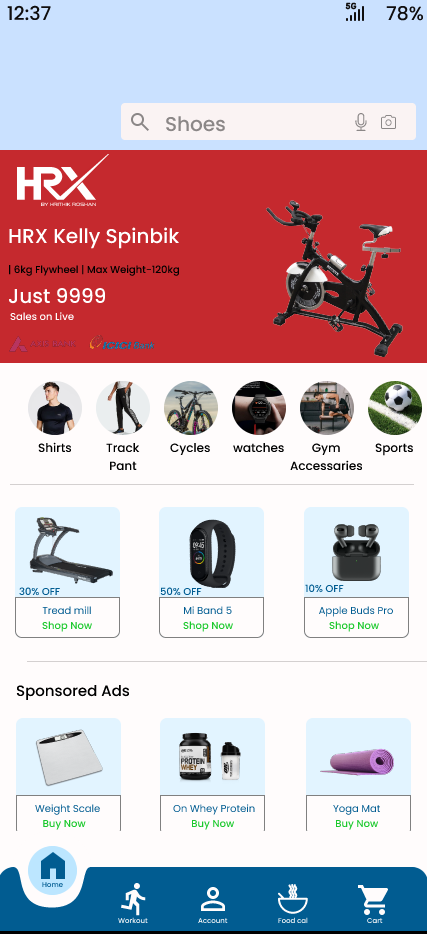 12:37
5G
78%
Shoes
HRX
BY HRITHIK ROSHAN
HRX Kelly Spinbik
| 6kg Flywheel | Max Weight-120kg
Just 9999
Sales on Live
Shirts
Track
Pant
Cycles
watches
Gym
Accessaries
Sports
30% OFF
50% OFF
10% OFF
Tread mill
Mi Band 5
Apple Buds Pro
Shop Now
Shop Now
Shop Now
Sponsored Ads
PROTEIN
WHEY
Weight Scale
On Whey Protein
Yoga Mat
Buy Now
Buy Now
Buy Now
Home
Workout
Account
Food cal
Cart